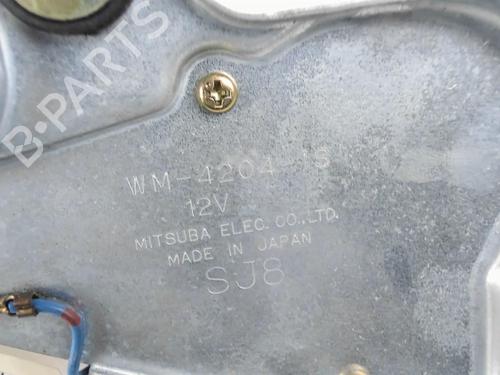 B-PARTS
WM-4204-1S
12V
MITSUBA ELEC. CO.,LTD.
MADE IN JAPAN
SJ8